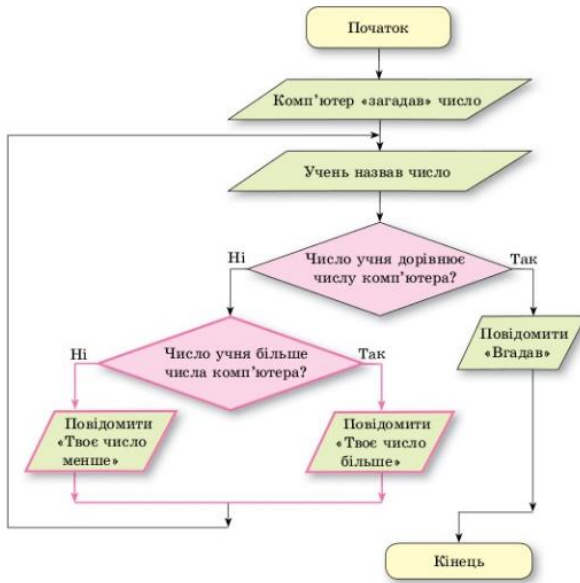 Початок
Комп’ютер «загадав» число
Учень назвав число
Ні
Число учня дорівнює
числу комп’ютера?
Так
Ні
Число учня більше
числа комп’ютера?
Так
Повідомити
«Вгадав»
Повідомити
«Твоє число
менше»
Повідомити
«Твоє число
більше»
Кінець